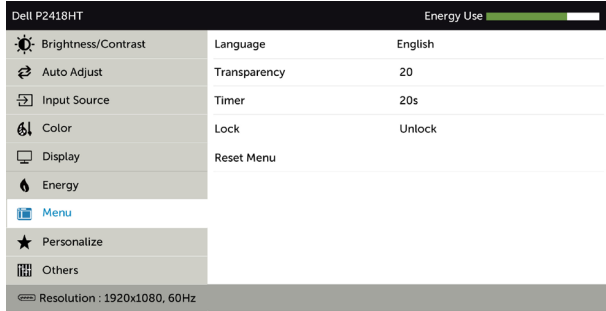 Dell P2418HT Energy Use
Brightness/Contrast Language English
Auto Adjust Transparency 20
Input Source Timer 20s
Color Lock Unlock
Display Reset Menu
Energy
Menu
Personalize
Others
Resolution : 1920x1080, 60Hz